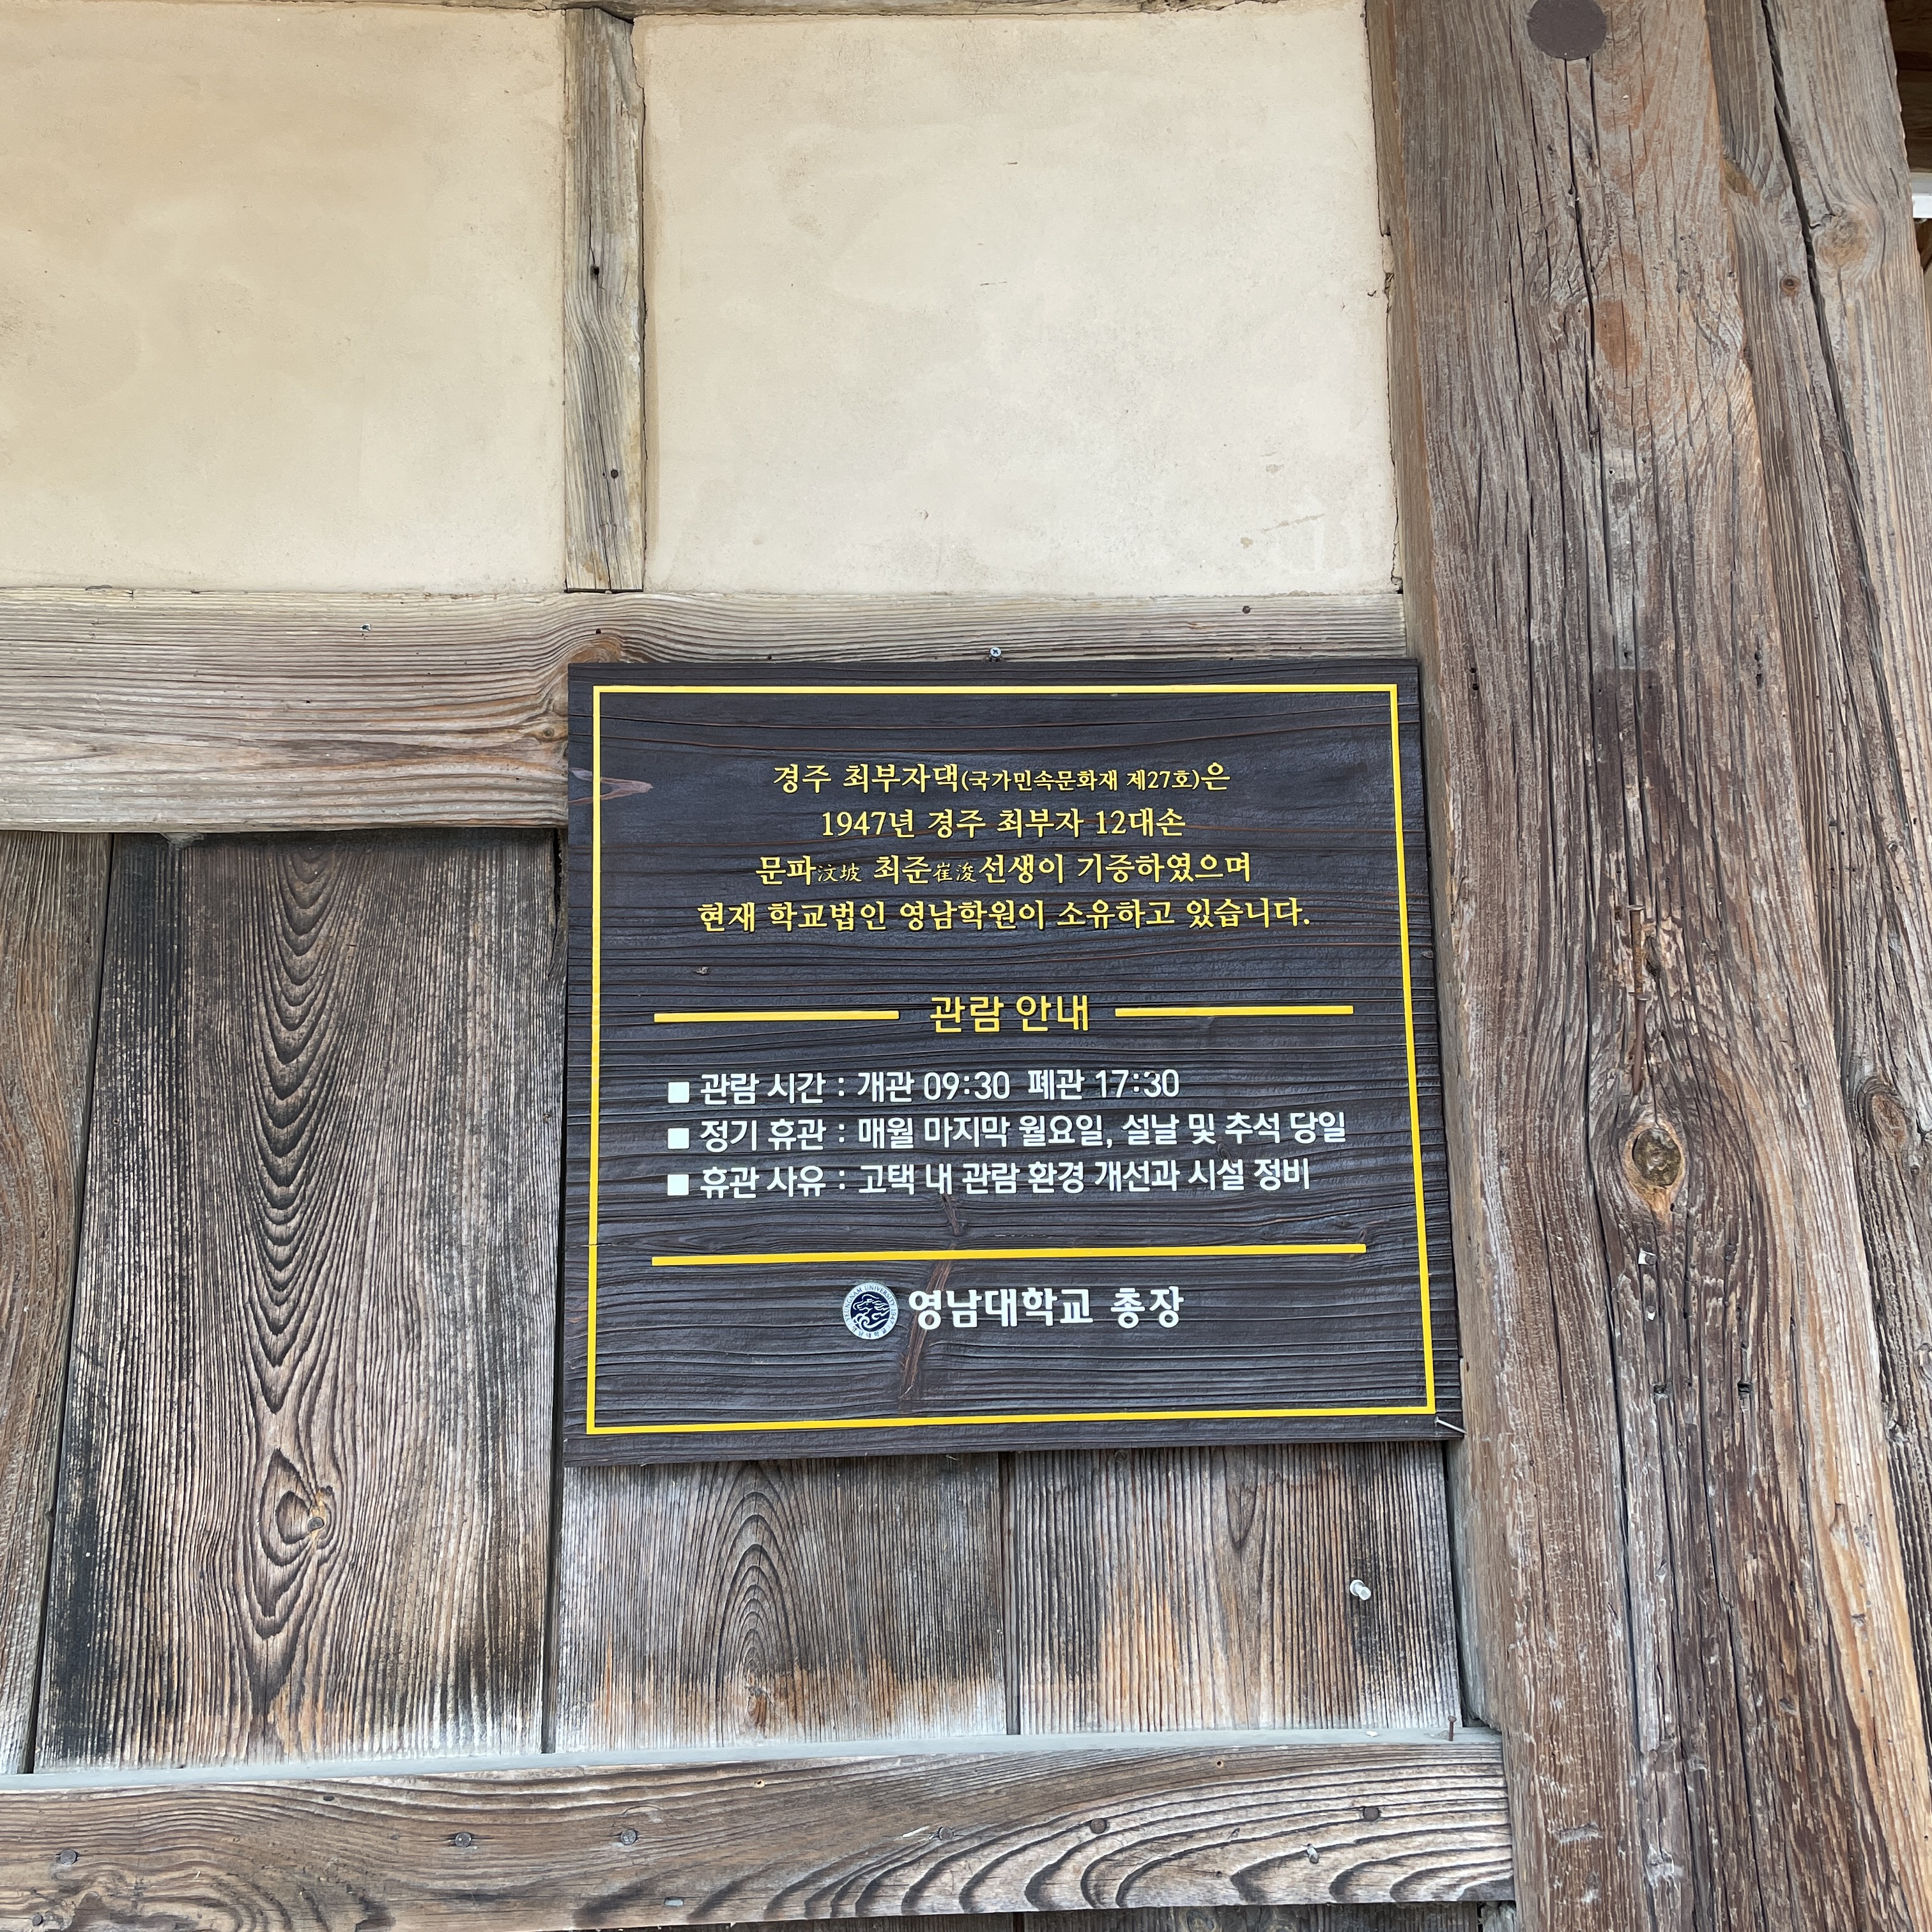 경주 최부자댁(국가민속문화재 제27호)은
1947년 경주 최부자 12대손
문파汶坡 최준崔浚선생이 기증하였으며
현재 학교법인 영남학원이 소유하고 있습니다.
관람 안내
■ 관람 시간 : 개관 09:30 폐관 17:30
■ 정기 휴관 : 매월 마지막 월요일, 설날 및 추석 당일
■ 휴관 사유 : 고택 내 관람 환경 개선과 시설 정비
영남대학교 총장